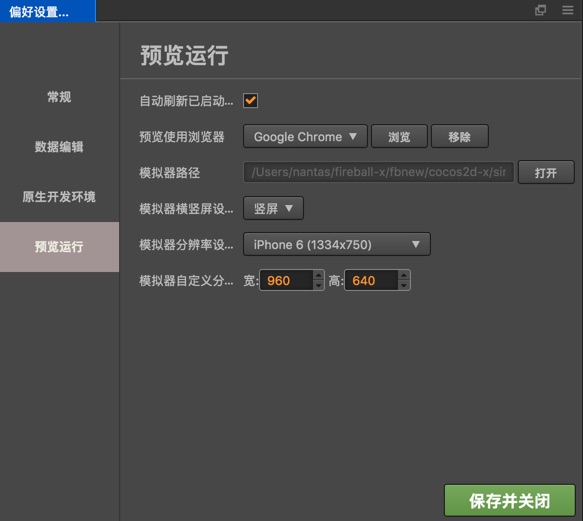 偏好设置...
预览运行
常规
数据编辑
原生开发环境
预览运行
自动刷新已启动...
预览使用浏览器 Google Chrome 浏览 移除
模拟器路径 /Users/nantas/fireball-x/fbnew/cocos2d-x/sir 打开
模拟器横竖屏设... 竖屏
模拟器分辨率设... iPhone 6 (1334x750)
模拟器自定义分... 宽: 960 高: 640
保存并关闭